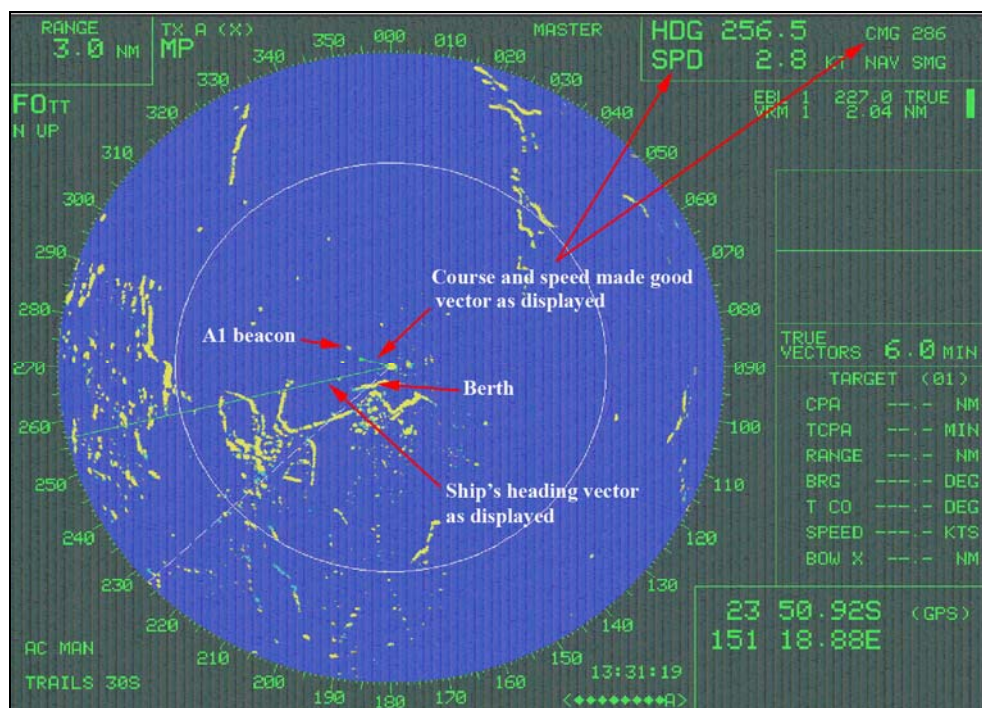 RANGE
3.0 NM
TX A (X)
MP
MASTER
HDG 256.5
CMG 286
SPD 2.8 KT NAV SMG
EBL 1 227.0 TRUE
VRM 1 2.04 NM
FOTT
N UP
000
010
020
030
040
050
060
070
080
090
100
110
120
130
140
150
160
170
180
190
200
210
220
230
240
250
260
270
280
290
300
310
320
330
340
350
Course and speed made good
vector as displayed
A1 beacon
Berth
Ship's heading vector
as displayed
TRUE
VECTORS 6.0 MIN
TARGET (01)
CPA ---.- NM
TCPA ---.- MIN
RANGE ---.- NM
BRG ---.- DEG
T CO ---.- DEG
SPEED ---.- KTS
BOW X ---.- NM
23 50.92S (GPS)
151 18.88E
AC MAN
TRAILS 30S
13:31:19
<◆◆◆◆◆◆◆◆A>